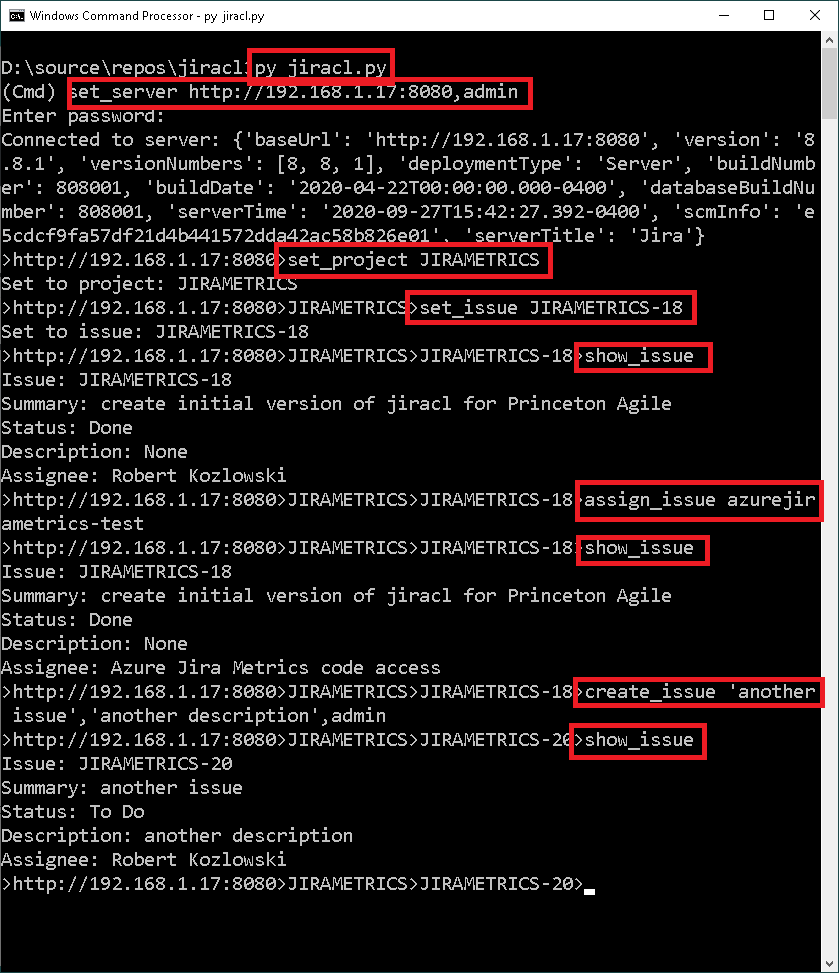 Windows Command Processor - py jiracl.py
D:\source\repos\jiracl>py jiracl.py
(Cmd) set_server http://192.168.1.17:8080,admin
Enter password:
Connected to server: {'baseUrl': 'http://192.168.1.17:8080', 'version': '8
.8.1', 'versionNumbers': [8, 8, 1], 'deploymentType': 'Server', 'buildNumb
er': 808001, 'buildDate': '2020-04-22T00:00:00.000-0400', 'databaseBuildNu
mber': 808001, 'serverTime': '2020-09-27T15:42:27.392-0400', 'scmInfo': 'e
5cdcf9fa57df21d4b441572dda42ac58b826e01', 'serverTitle': 'Jira'}
>http://192.168.1.17:8080>set_project JIRAMETRICS
Set to project: JIRAMETRICS
>http://192.168.1.17:8080>JIRAMETRICS>set_issue JIRAMETRICS-18
Set to issue: JIRAMETRICS-18
>http://192.168.1.17:8080>JIRAMETRICS>JIRAMETRICS-18>show_issue
Issue: JIRAMETRICS-18
Summary: create initial version of jiracl for Princeton Agile
Status: Done
Description: None
Assignee: Robert Kozlowski
>http://192.168.1.17:8080>JIRAMETRICS>JIRAMETRICS-18>assign_issue azurejir
ametrics-test
>http://192.168.1.17:8080>JIRAMETRICS>JIRAMETRICS-18>show_issue
Issue: JIRAMETRICS-18
Summary: create initial version of jiracl for Princeton Agile
Status: Done
Description: None
Assignee: Azure Jira Metrics code access
>http://192.168.1.17:8080>JIRAMETRICS>JIRAMETRICS-18>create_issue 'another
 issue','another description',admin
>http://192.168.1.17:8080>JIRAMETRICS>JIRAMETRICS-20>show_issue
Issue: JIRAMETRICS-20
Summary: another issue
Status: To Do
Description: another description
Assignee: Robert Kozlowski
>http://192.168.1.17:8080>JIRAMETRICS>JIRAMETRICS-20>